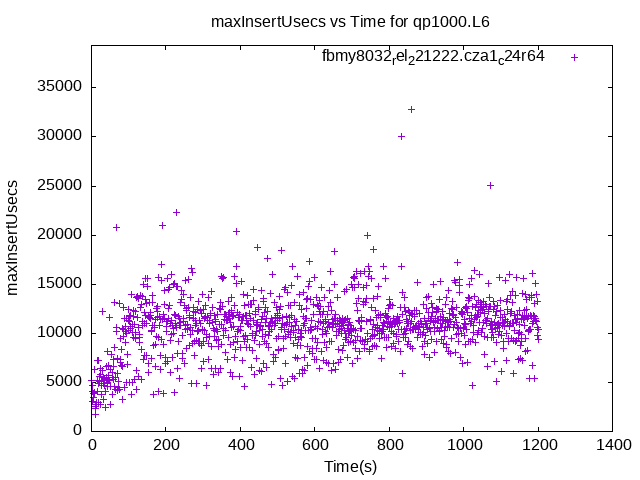 maxInsertUsecs vs Time for qp1000.L6
fbmy8032rel221222.cza1c24r64
35000
30000
25000
20000
15000
10000
5000
0
maxInsertUsecs
0 200 400 600 800 1000 1200 1400
Time(s)